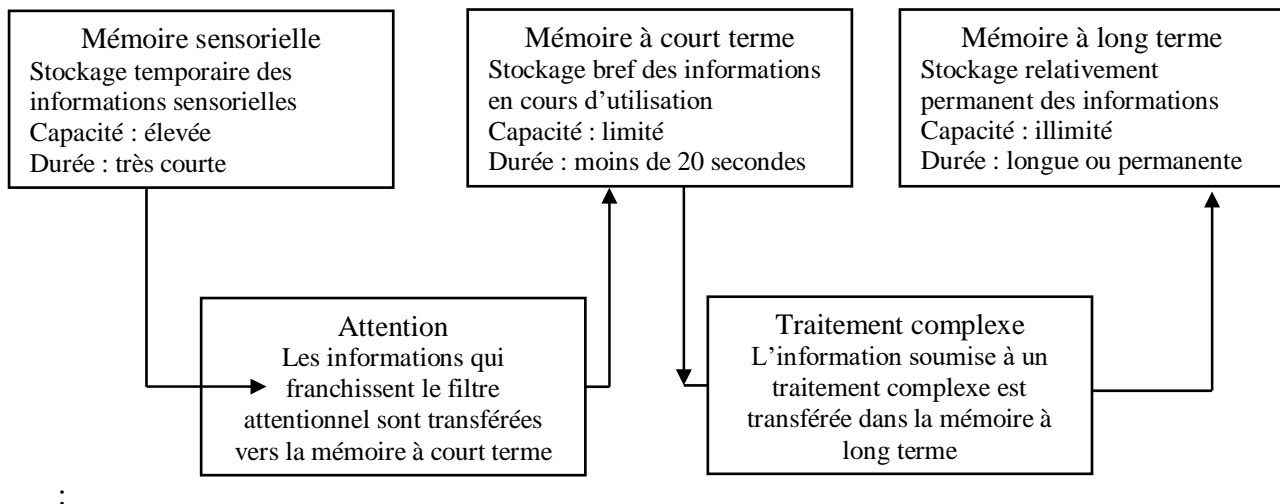 Mémoire sensorielle
Stockage temporaire des
informations sensorielles
Capacité : élevée
Durée : très courte
Mémoire à court terme
Stockage bref des informations
en cours d’utilisation
Capacité : limité
Durée : moins de 20 secondes
Mémoire à long terme
Stockage relativement
permanent des informations
Capacité : illimité
Durée : longue ou permanente
Attention
Les informations qui
franchissent le filtre
attentionnel sont transférées
vers la mémoire à court terme
Traitement complexe
L’information soumise à un
traitement complexe est
transférée dans la mémoire à
long terme
: